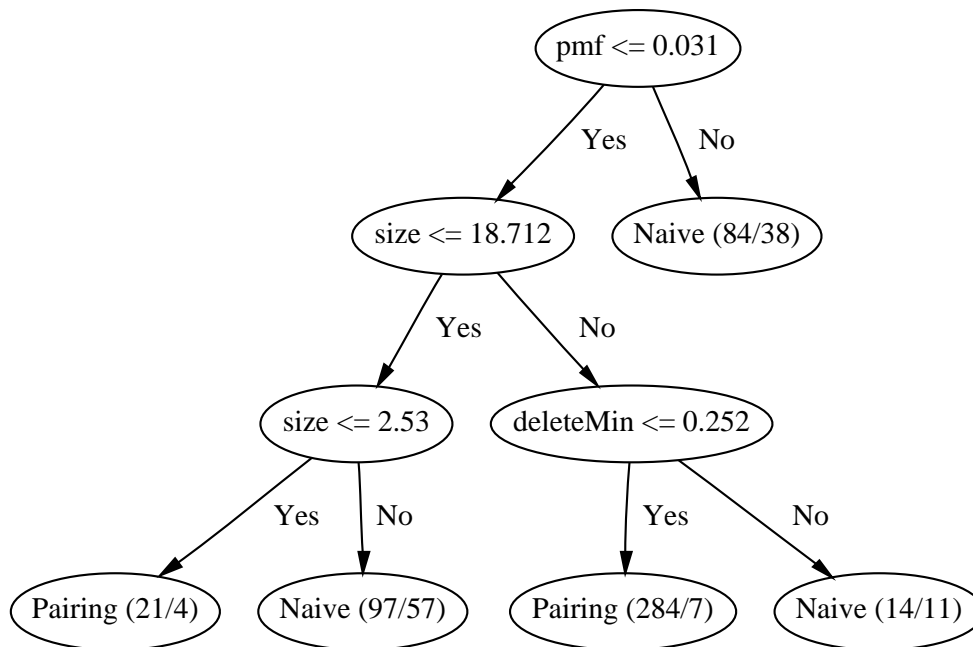 pmf <= 0.031
Yes
No
size <= 18.712
Naive (84/38)
Yes
No
size <= 2.53
deleteMin <= 0.252
Yes
No
Yes
No
Pairing (21/4)
Naive (97/57)
Pairing (284/7)
Naive (14/11)